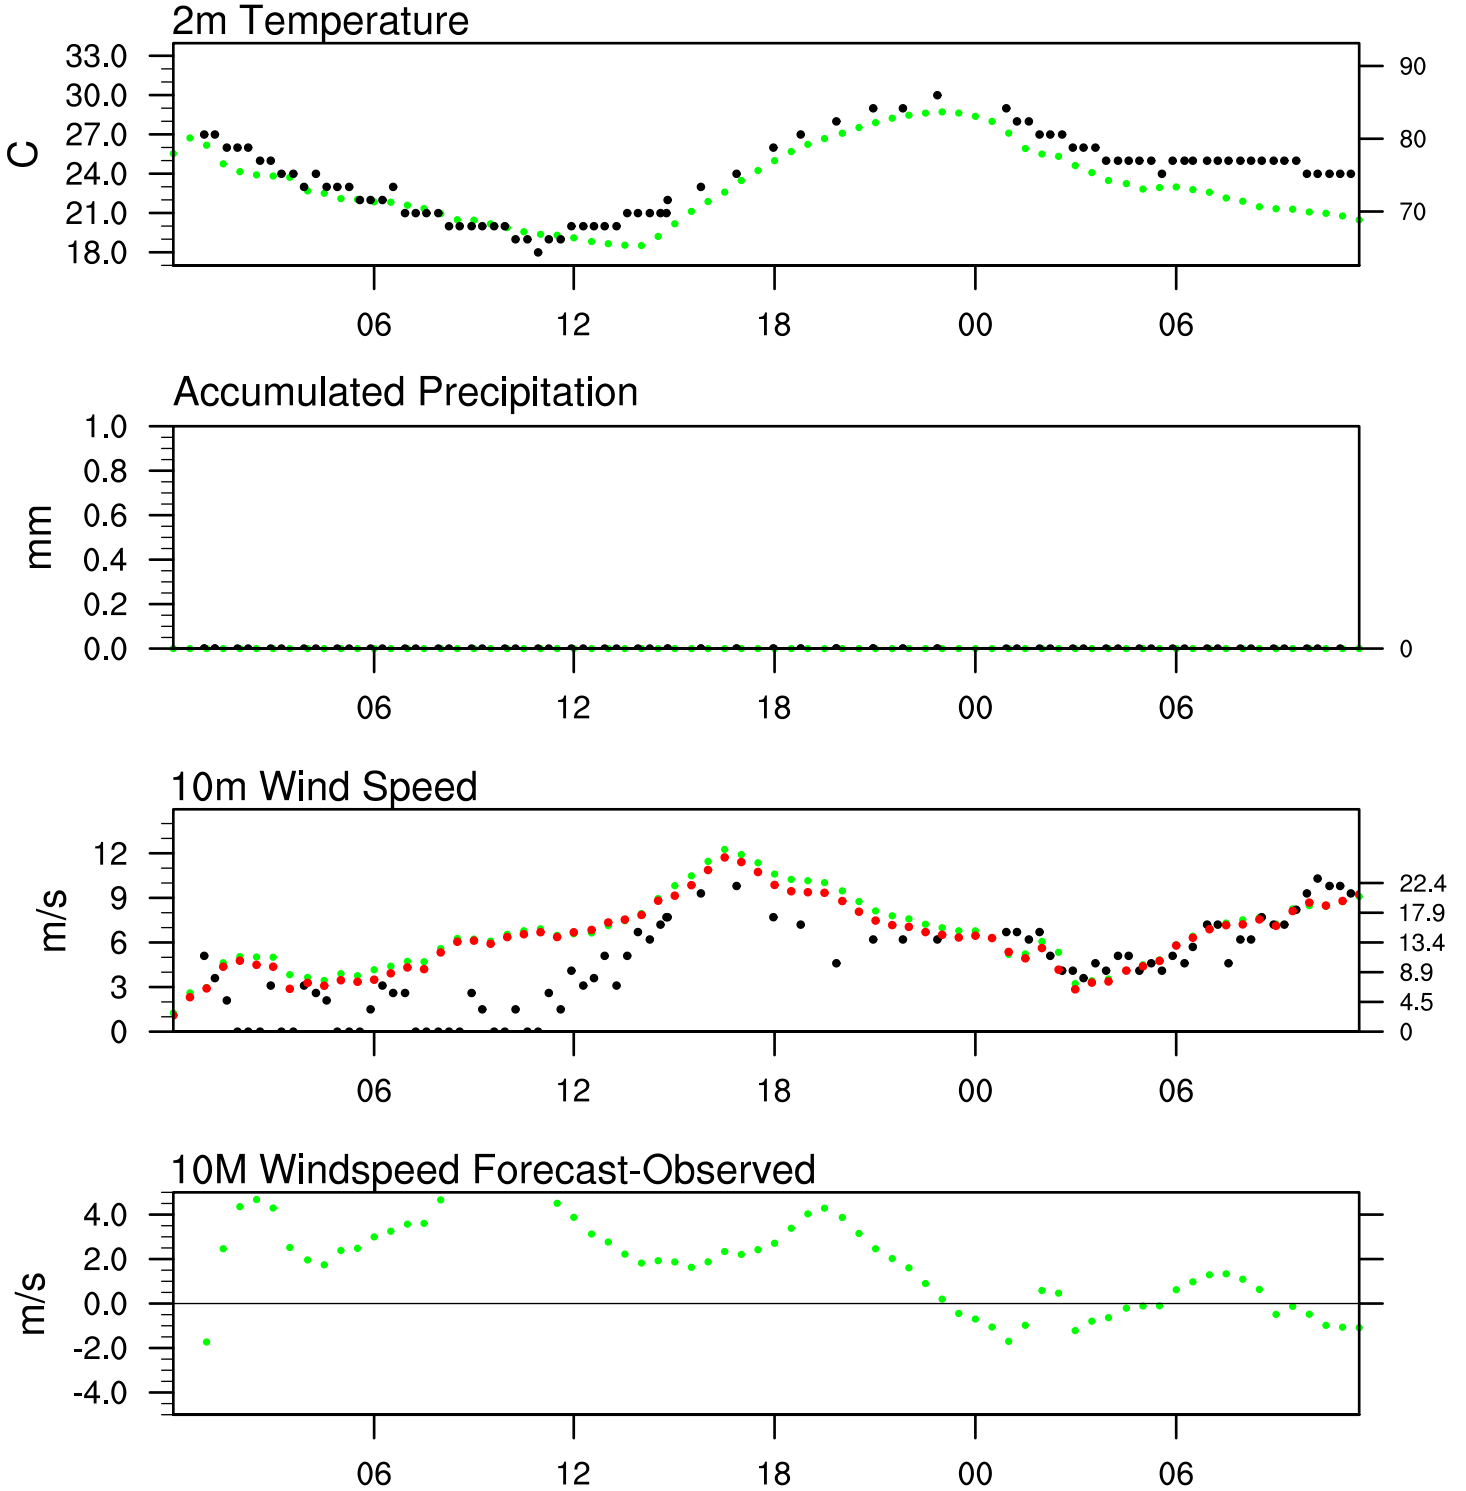 2m Temperature
33.0
30.0
27.0
24.0
21.0
18.0
C
90
80
70
06 12 18 00 06
Accumulated Precipitation
1.0
0.8
0.6
0.4
0.2
0.0
mm
0
06 12 18 00 06
10m Wind Speed
12
9
6
3
0
m/s
22.4
17.9
13.4
8.9
4.5
0
06 12 18 00 06
10M Windspeed Forecast-Observed
4.0
2.0
0.0
-2.0
-4.0
m/s
06 12 18 00 06